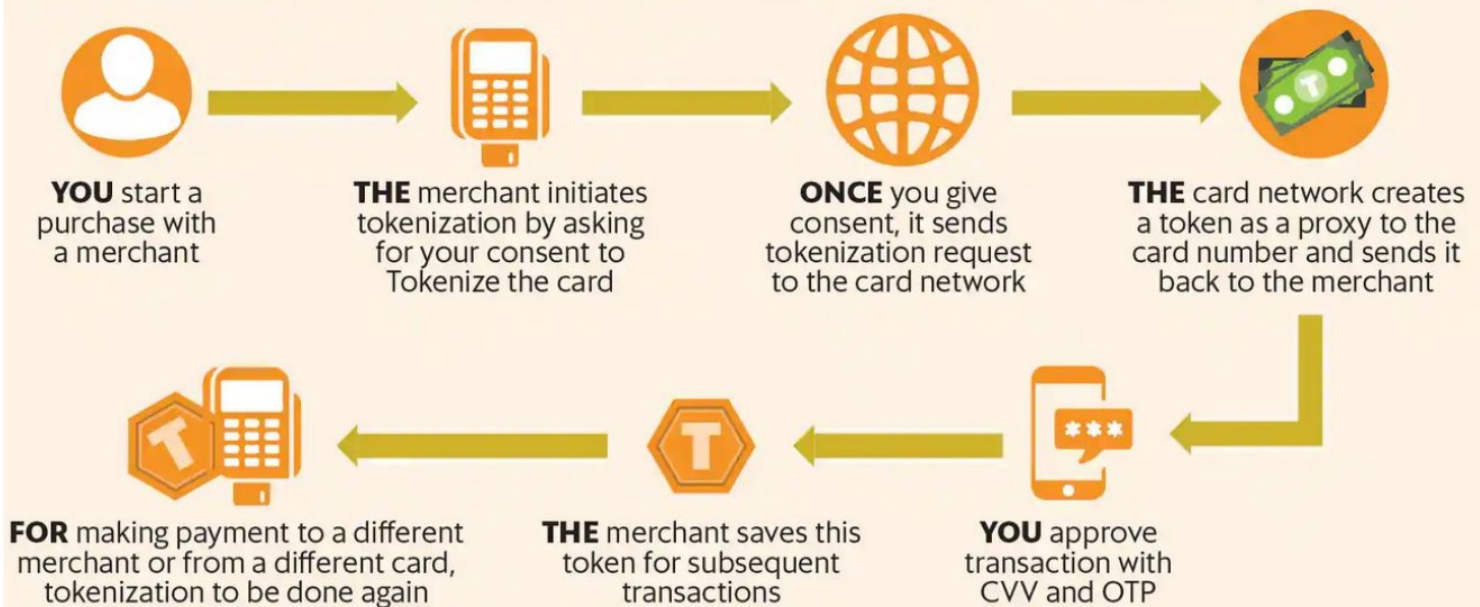 YOU start a
purchase with
a merchant
THE merchant initiates
tokenization by asking
for your consent to
Tokenize the card
ONCE you give
consent, it sends
tokenization request
to the card network
THE card network creates
a token as a proxy to the
card number and sends it
back to the merchant
T
***
YOU approve
transaction with
CVV and OTP
T
THE merchant saves this
token for subsequent
transactions
T
FOR making payment to a different
merchant or from a different card,
tokenization to be done again